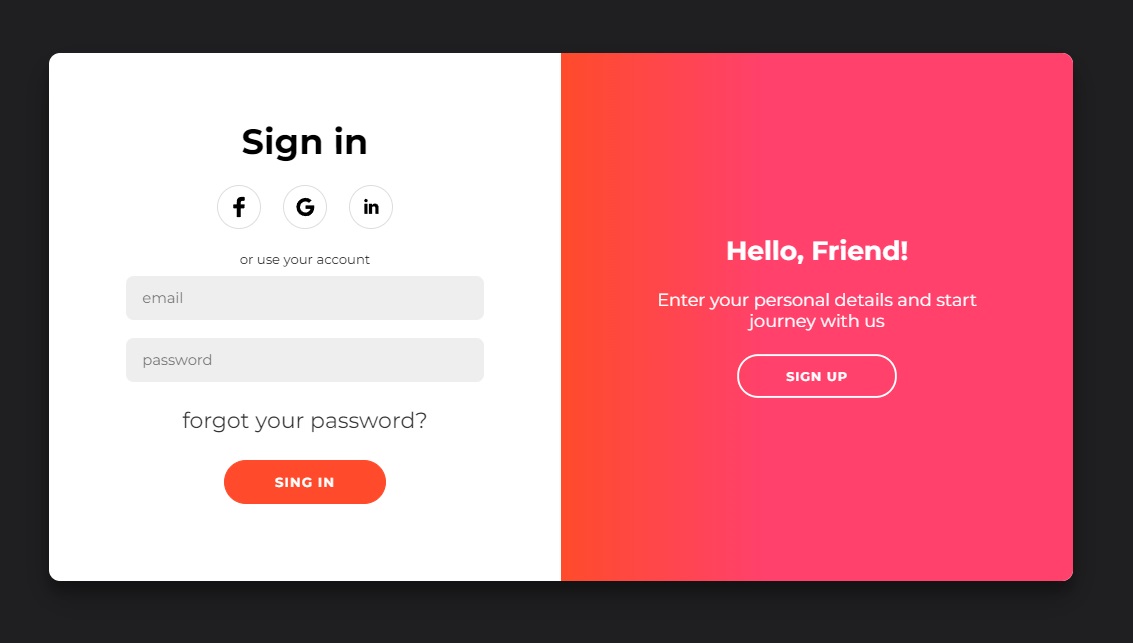 Sign in
or use your account
email
password
forgot your password?
SING IN
Hello, Friend!
Enter your personal details and start
journey with us
SIGN UP